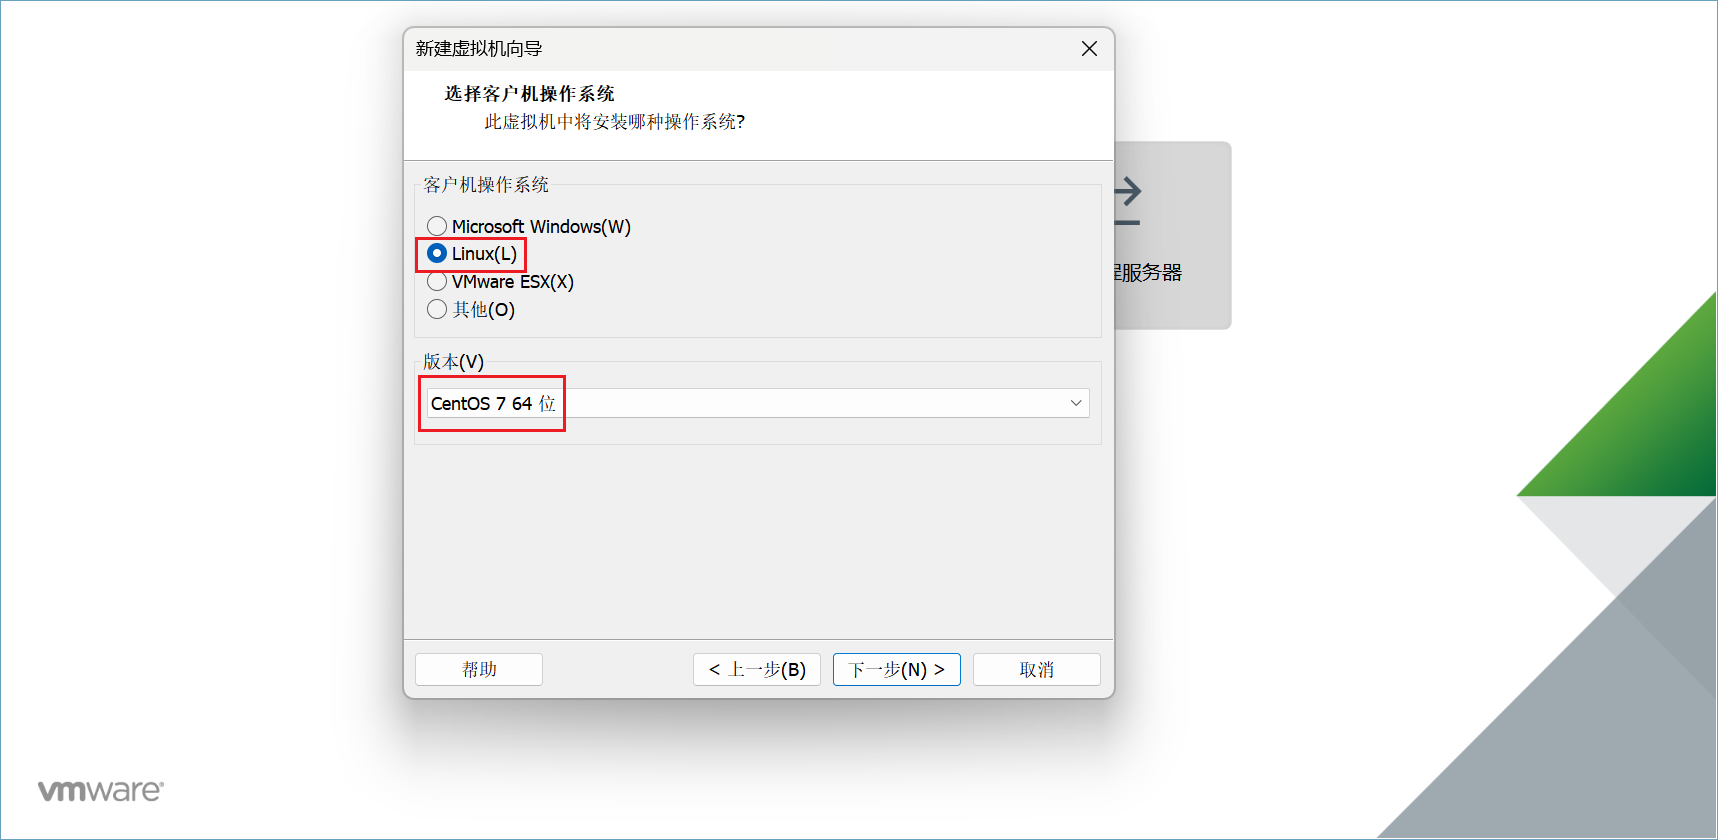 新建虚拟机向导
选择客户机操作系统
此虚拟机中将安装哪种操作系统?
客户机操作系统
Microsoft Windows(W)
Linux(L)
VMware ESX(X)
其他(O)
版本(V)
CentOS 7 64 位
帮助
< 上一步(B)
下一步(N) >
取消
程服务器
vmware®